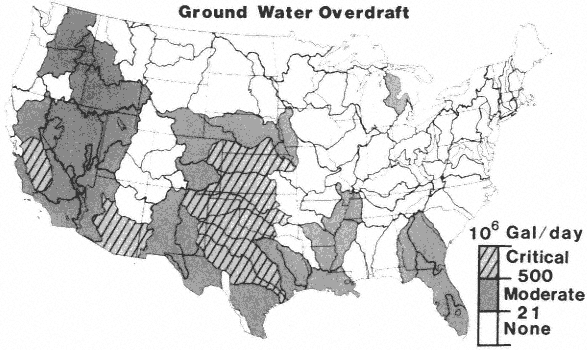 Ground Water Overdraft
10⁶ Gal/day
Critical
500
Moderate
21
None